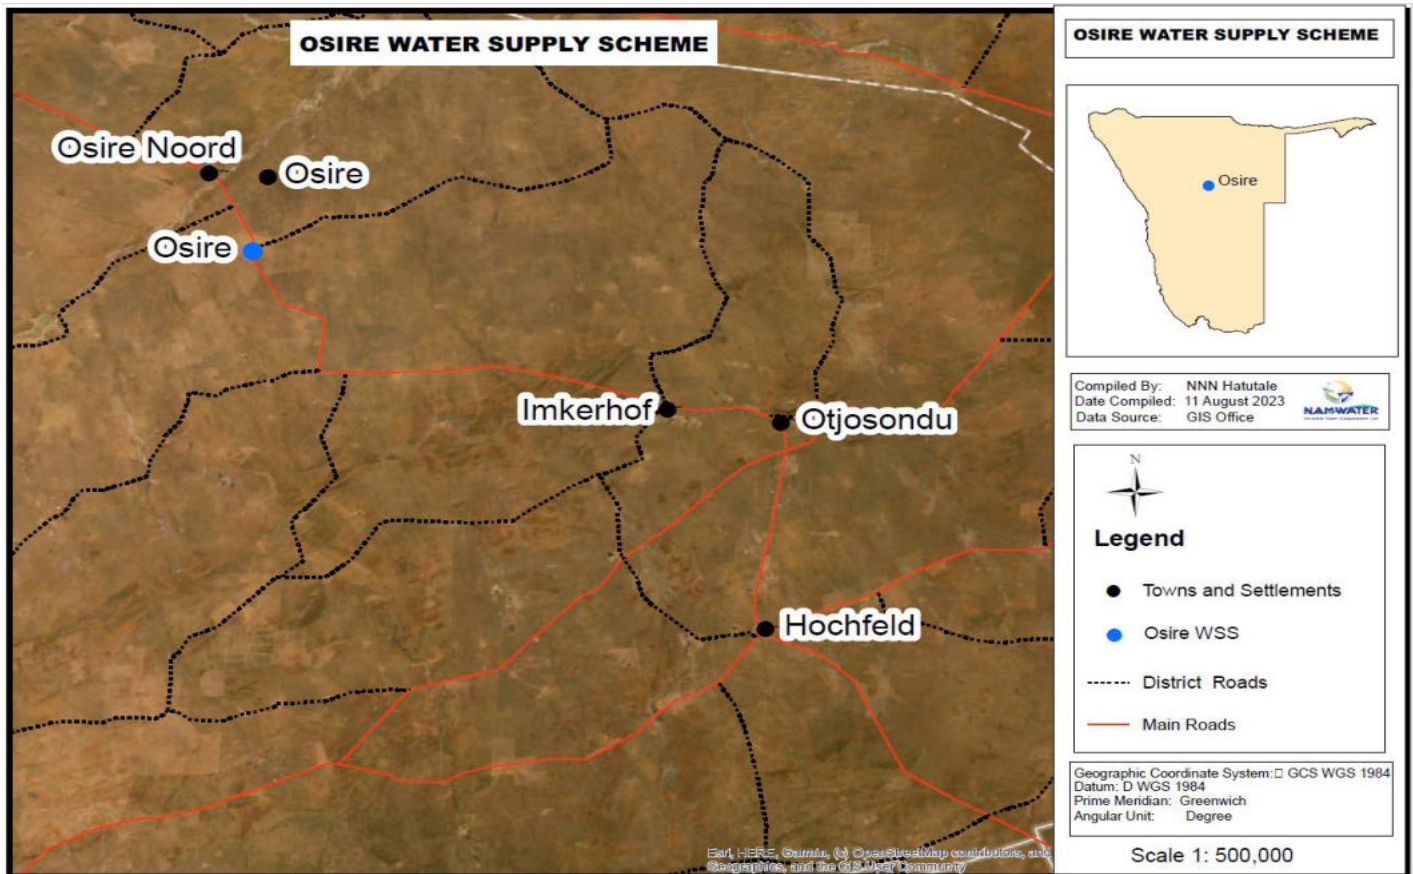 OSIRE WATER SUPPLY SCHEME
Osire Noord
Osire
Osire
Imkerhof
Otjosondu
Hochfeld
Esri, HERE, Garmin, (c) OpenStreetMap contributors, and
Geographies, and the GIS User Community
OSIRE WATER SUPPLY SCHEME
Osire
Compiled By: NNN Hatutale
Date Compiled: 11 August 2023
Data Source: GIS Office
NAMWATER
N
Legend
Towns and Settlements
Osire WSS
District Roads
Main Roads
Geographic Coordinate System: GCS WGS 1984
Datum: D WGS 1984
Prime Meridian: Greenwich
Angular Unit: Degree
Scale 1: 500,000